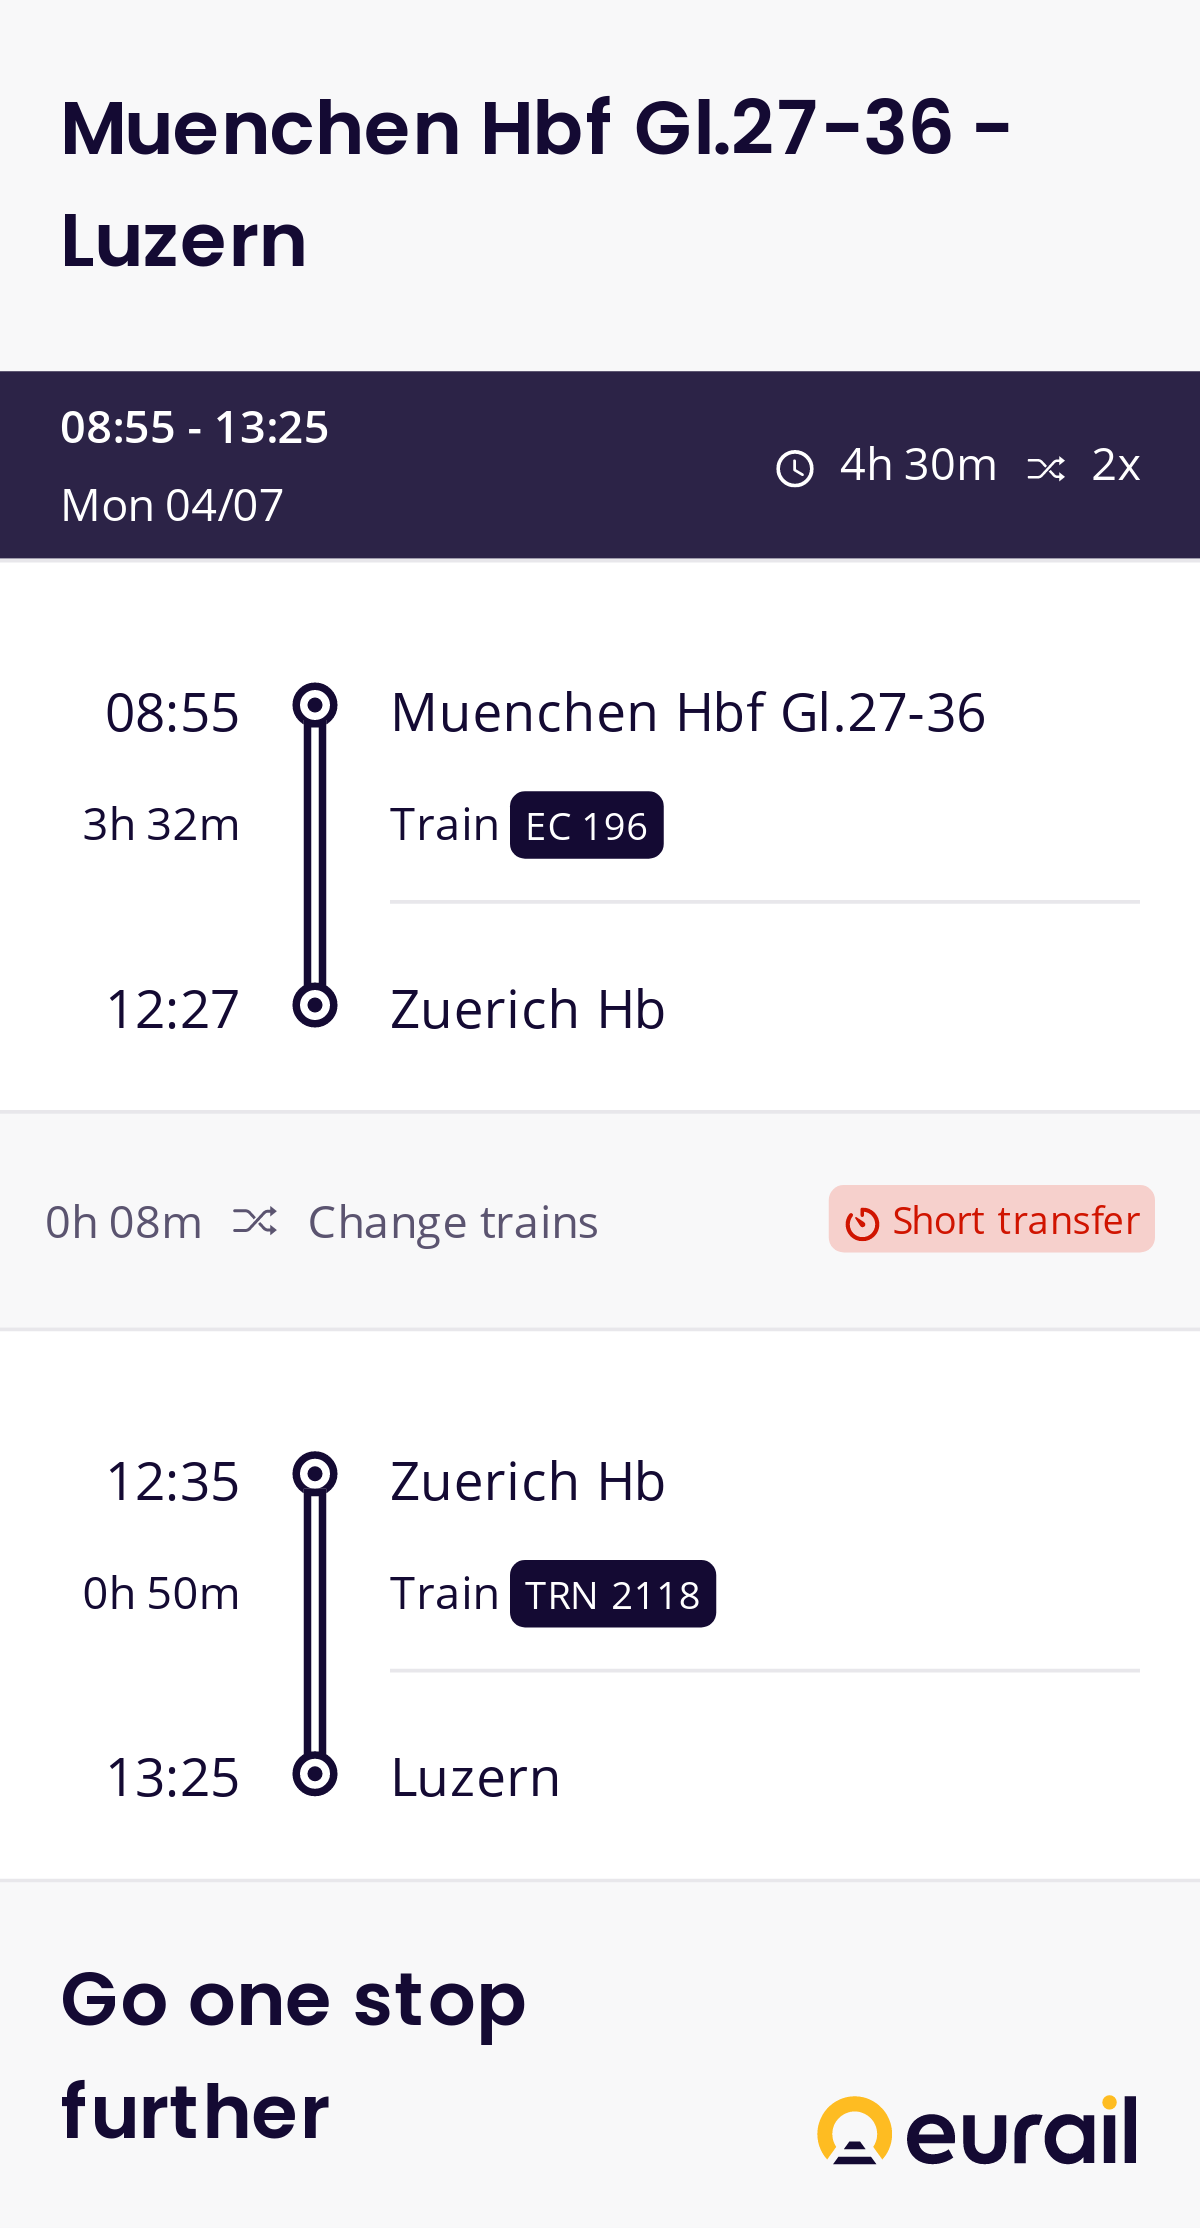 Muenchen Hbf Gl.27-36 -
Luzern
08:55 - 13:25
Mon 04/07
4h 30m 2x
08:55 Muenchen Hbf Gl.27-36
3h 32m Train EC 196
12:27 Zuerich Hb
0h 08m Change trains Short transfer
12:35 Zuerich Hb
0h 50m Train TRN 2118
13:25 Luzern
Go one stop
further
eurail